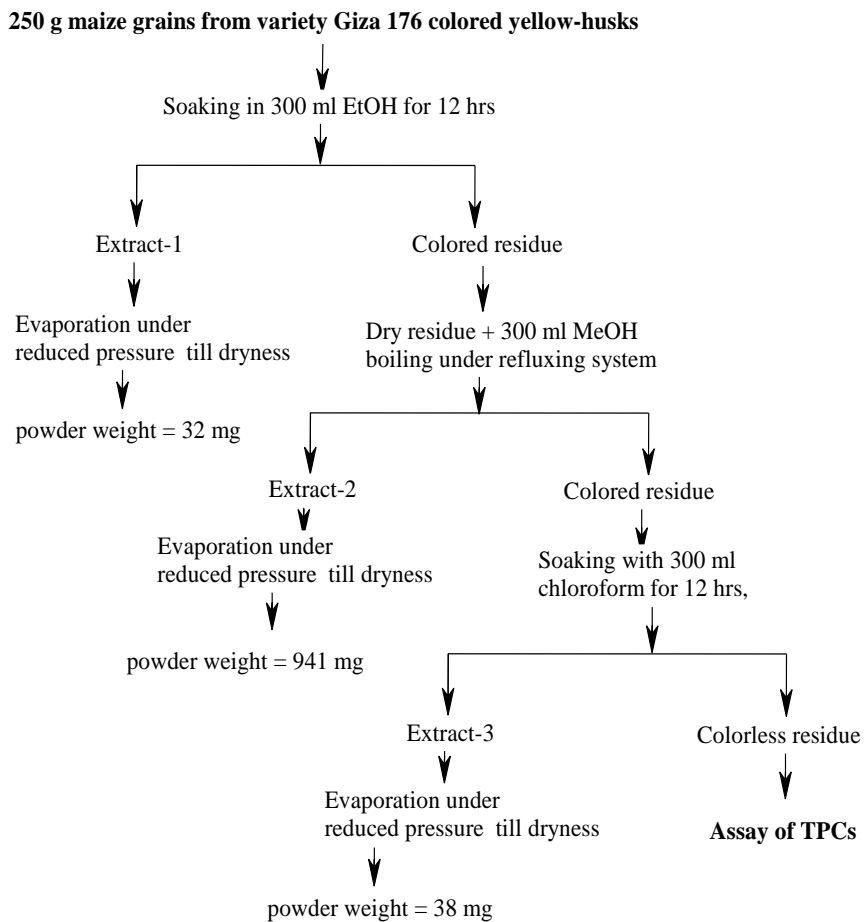 250 g maize grains from variety Giza 176 colored yellow-husks
Soaking in 300 ml EtOH for 12 hrs
Extract-1
Colored residue
Evaporation under
reduced pressure till dryness
Dry residue + 300 ml MeOH
boiling under refluxing system
powder weight = 32 mg
Extract-2
Colored residue
Evaporation under
reduced pressure till dryness
Soaking with 300 ml
chloroform for 12 hrs,
powder weight = 941 mg
Extract-3
Colorless residue
Evaporation under
reduced pressure till dryness
Assay of TPCs
powder weight = 38 mg